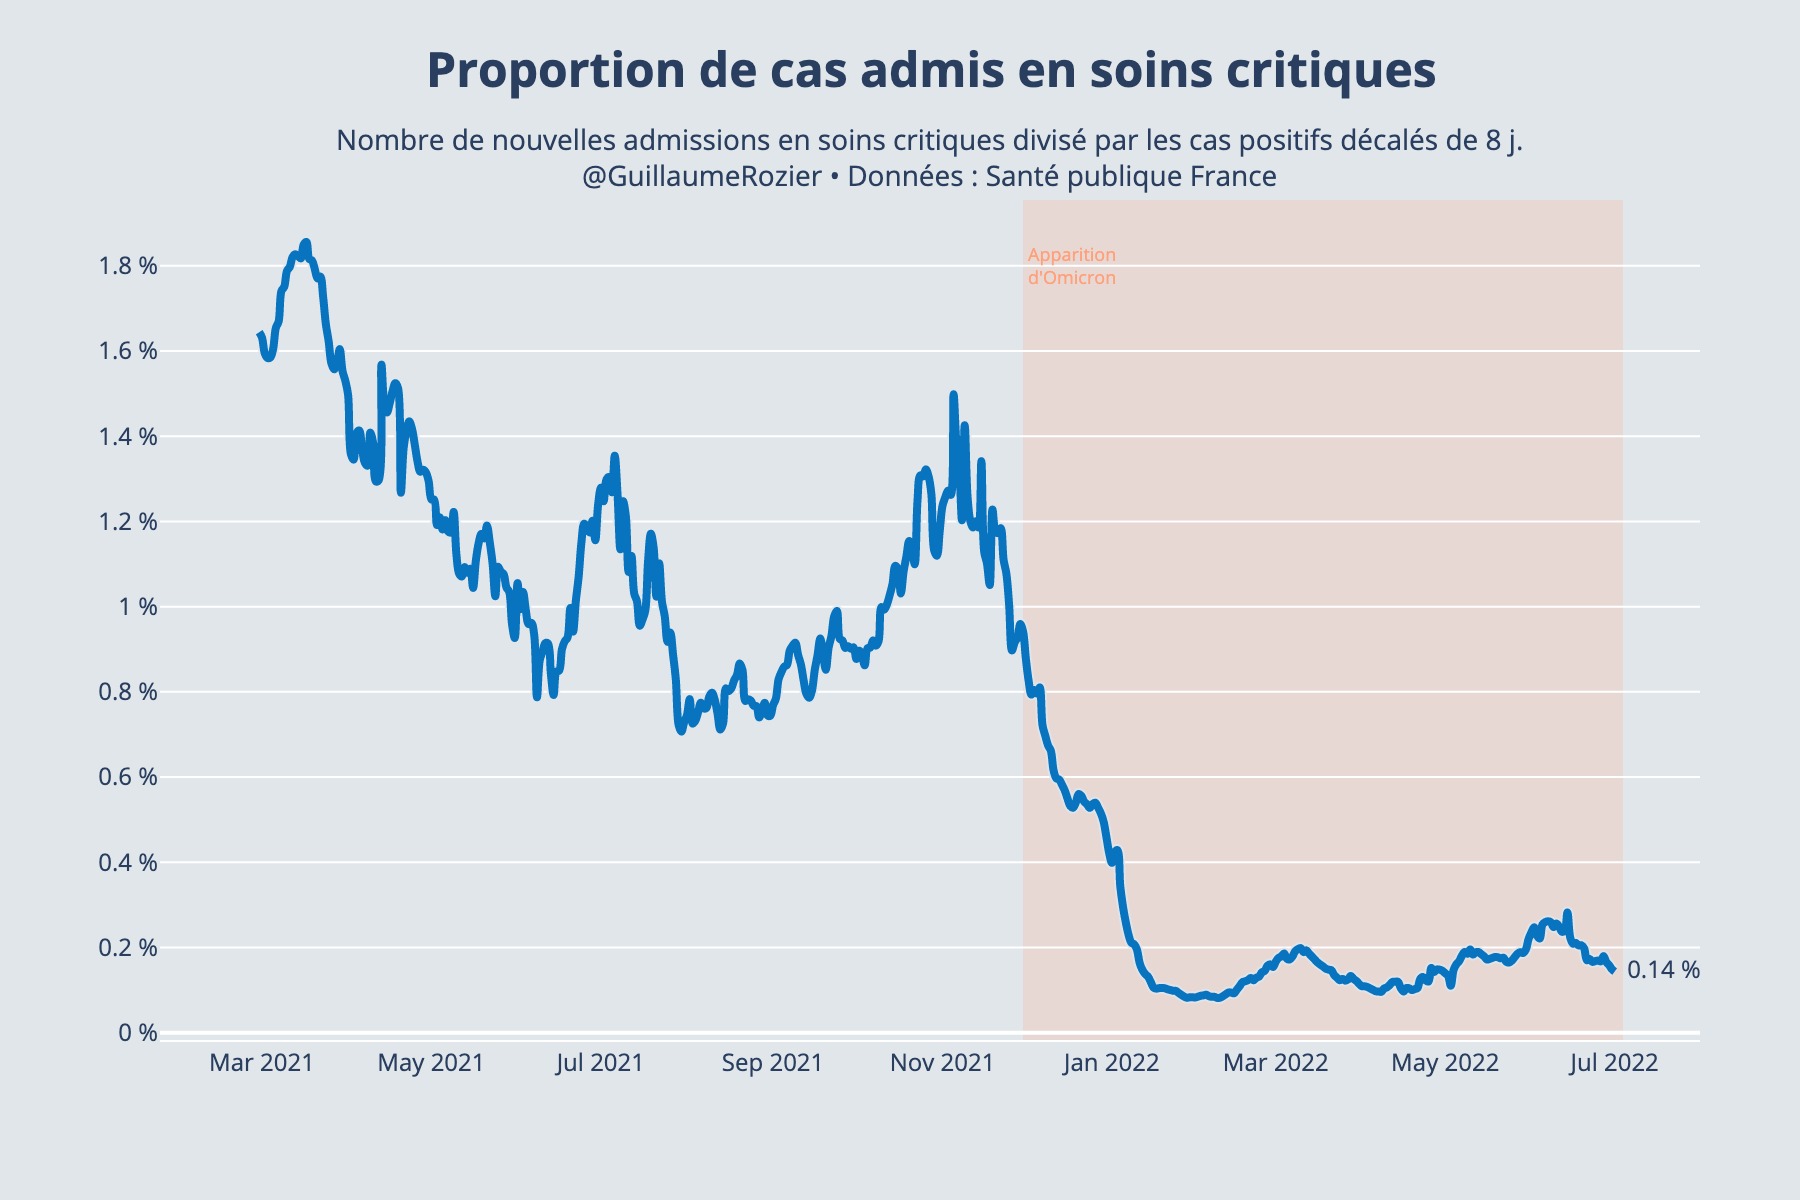 Proportion de cas admis en soins critiques
Nombre de nouvelles admissions en soins critiques divisé par les cas positifs décalés de 8 j.
@GuillaumeRozier • Données : Santé publique France
Apparition
d'Omicron
1.8 %
1.6 %
1.4 %
1.2 %
1 %
0.8 %
0.6 %
0.4 %
0.2 %
0.14 %
0 %
Mar 2021 May 2021 Jul 2021 Sep 2021 Nov 2021 Jan 2022 Mar 2022 May 2022 Jul 2022